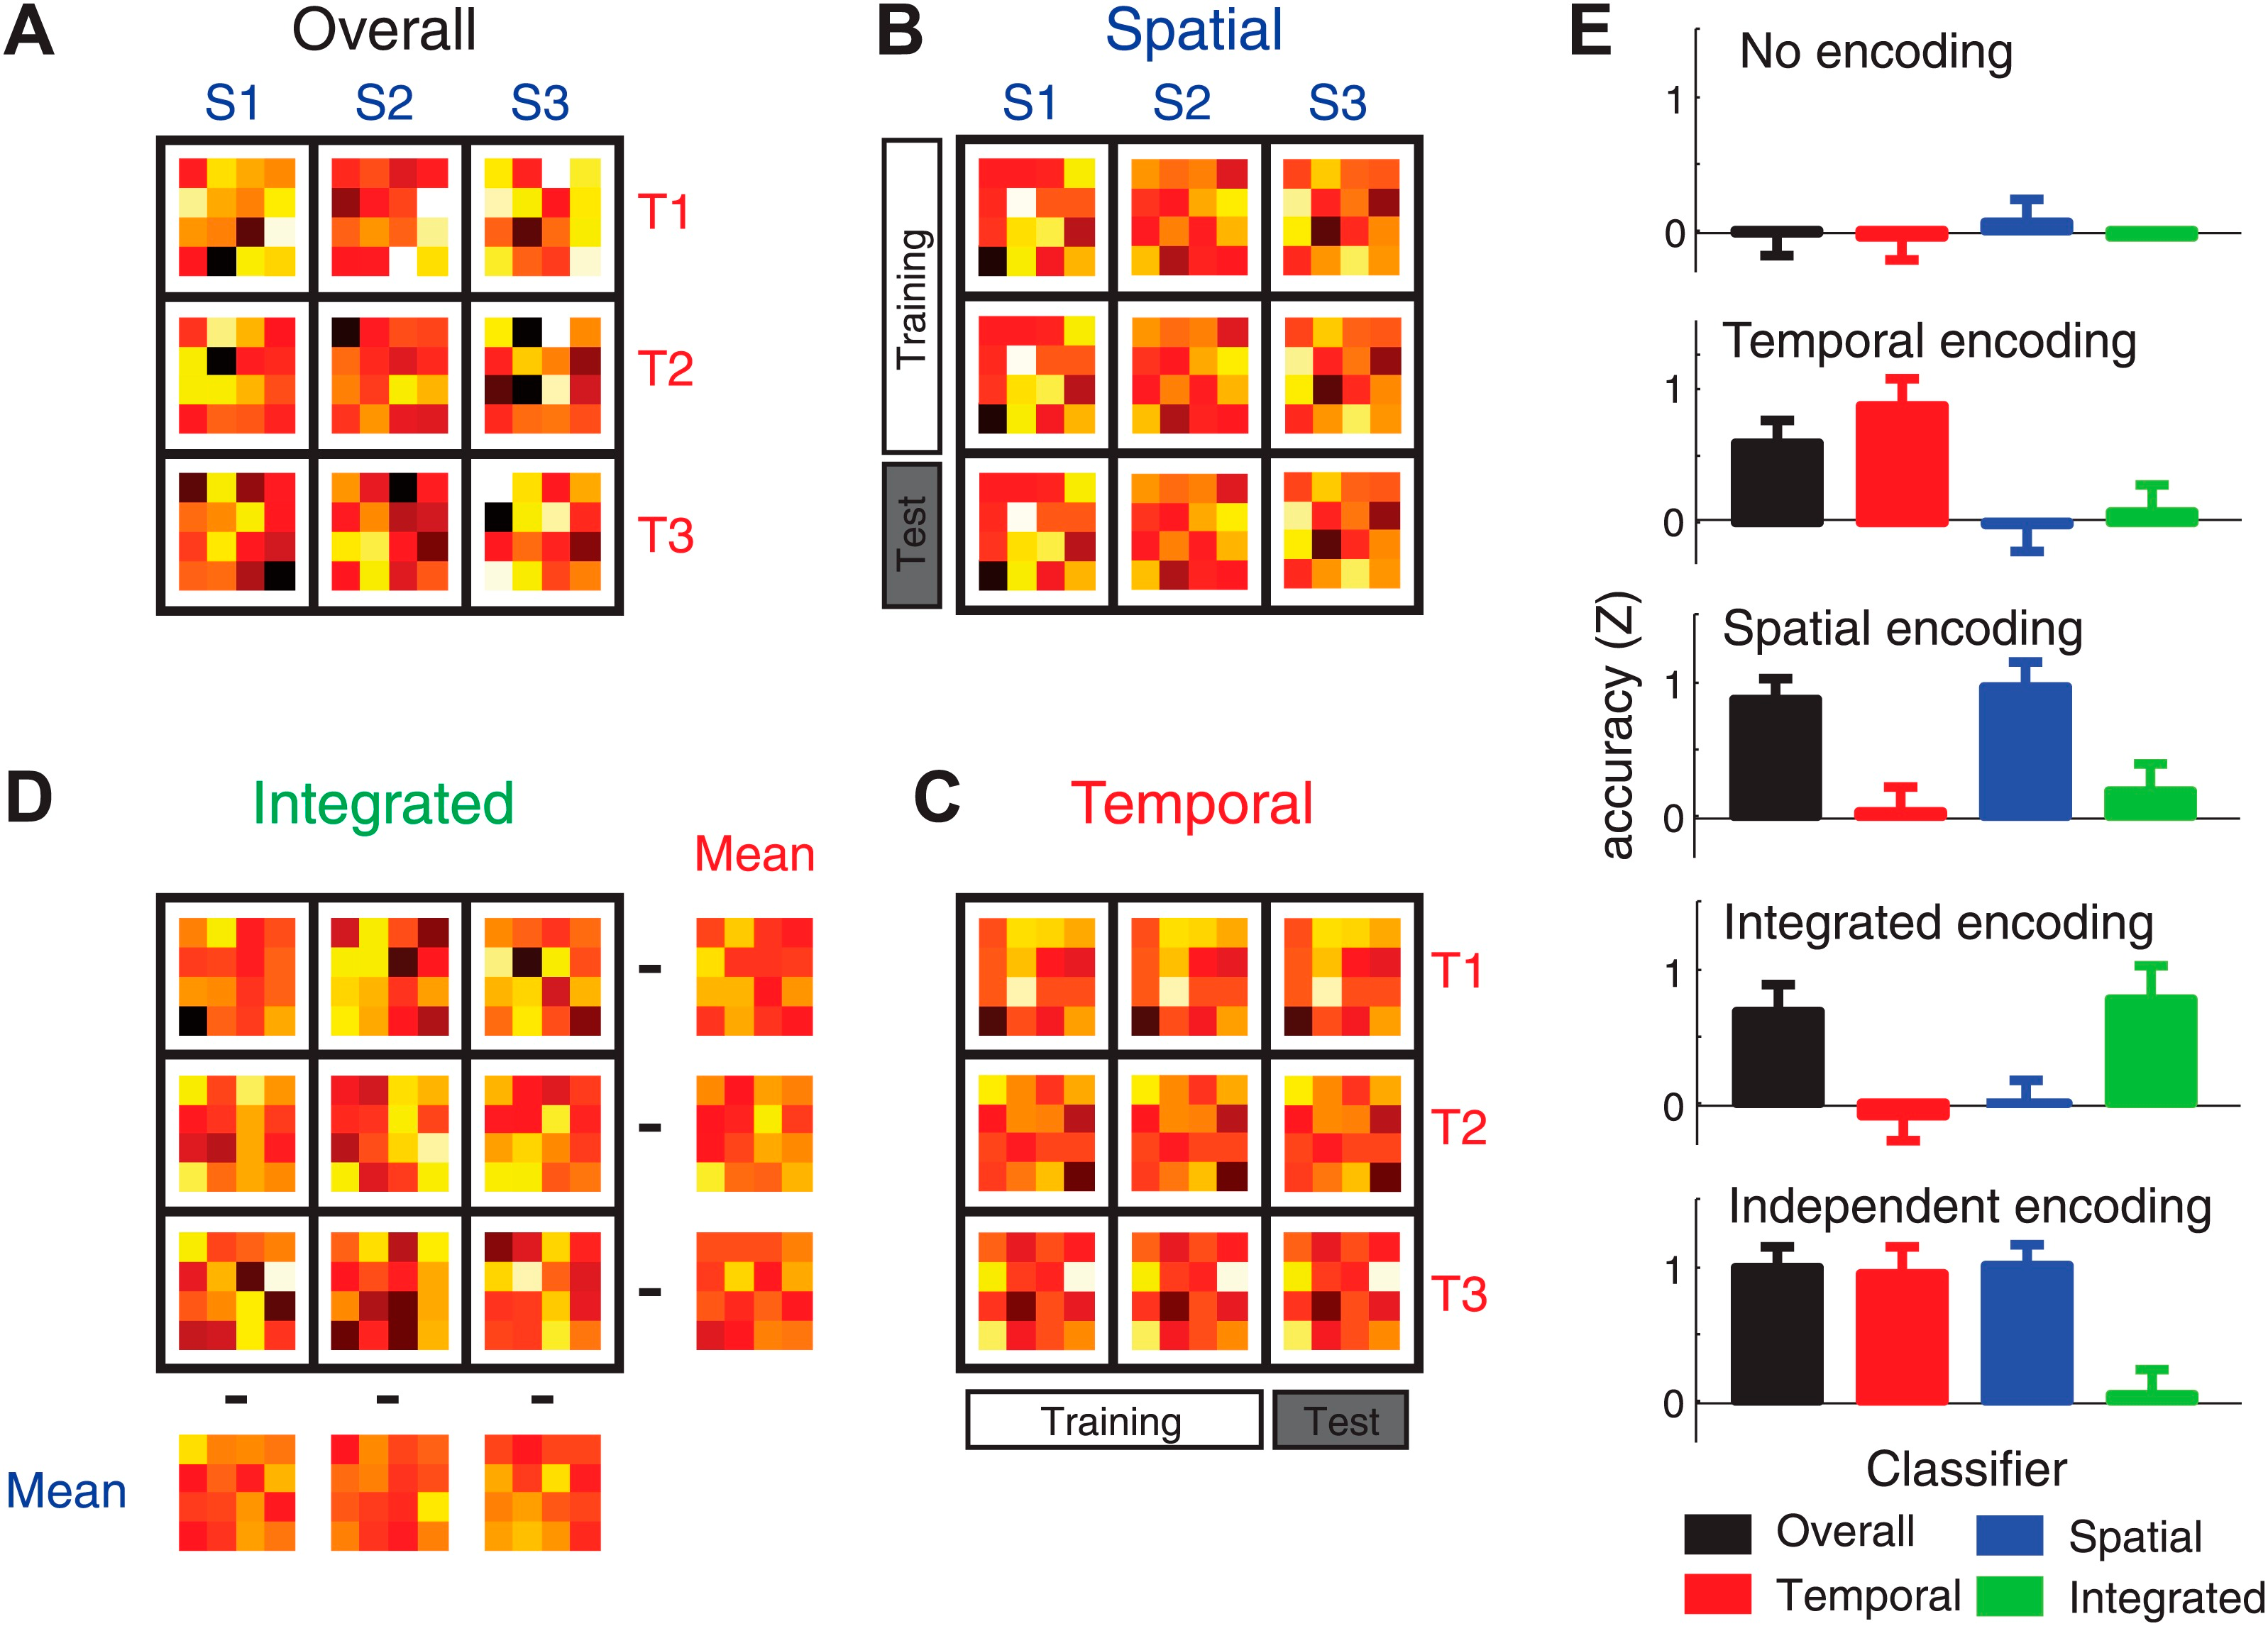 A
Overall
S1 S2 S3
T1
T2
T3
B
Spatial
S1 S2 S3
Training
Test
D
Integrated
Mean
-
-
-
- - -
Mean
C
Temporal
T1
T2
T3
Training
Test
E
accuracy (Z)
No encoding
1
0
Temporal encoding
1
0
Spatial encoding
1
0
Integrated encoding
1
0
Independent encoding
1
0
Classifier
Overall
Spatial
Temporal
Integrated